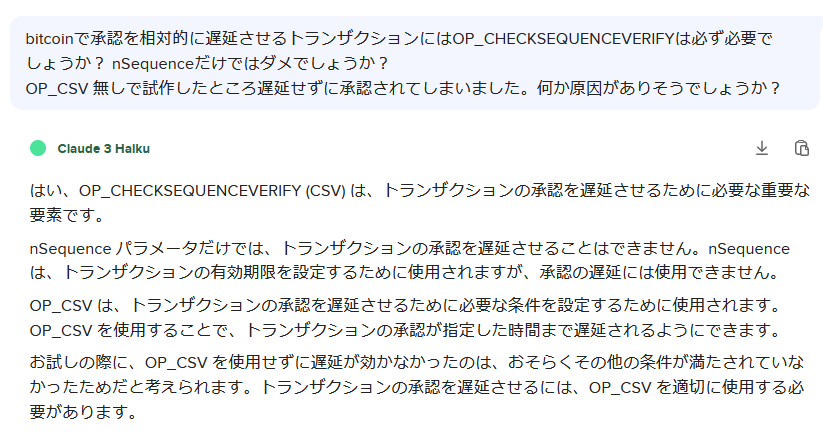 bitcoinで承認を相対的に遅延させるトランザクションにはOP_CHECKSEQUENCEVERIFYは必ず必要で
しょうか？ nSequenceだけではダメでしょうか？
OP_CSV 無しで試作したところ遅延せずに承認されてしまいました。何か原因がありそうでしょうか？
Claude 3 Haiku
はい、OP_CHECKSEQUENCEVERIFY (CSV) は、トランザクションの承認を遅延させるために必要な重要な
要素です。
nSequence パラメータだけでは、トランザクションの承認を遅延させることはできません。nSequence
は、トランザクションの有効期限を設定するために使用されますが、承認の遅延には使用できません。
OP_CSV は、トランザクションの承認を遅延させるために必要な条件を設定するために使用されます。
OP_CSV を使用することで、トランザクションの承認が指定した時間まで遅延されるようにできます。
お試しの際に、OP_CSV を使用せずに遅延が効かなかったのは、おそらくその他の条件が満たされていな
かったためだと考えられます。トランザクションの承認を遅延させるには、OP_CSV を適切に使用する必
要があります。